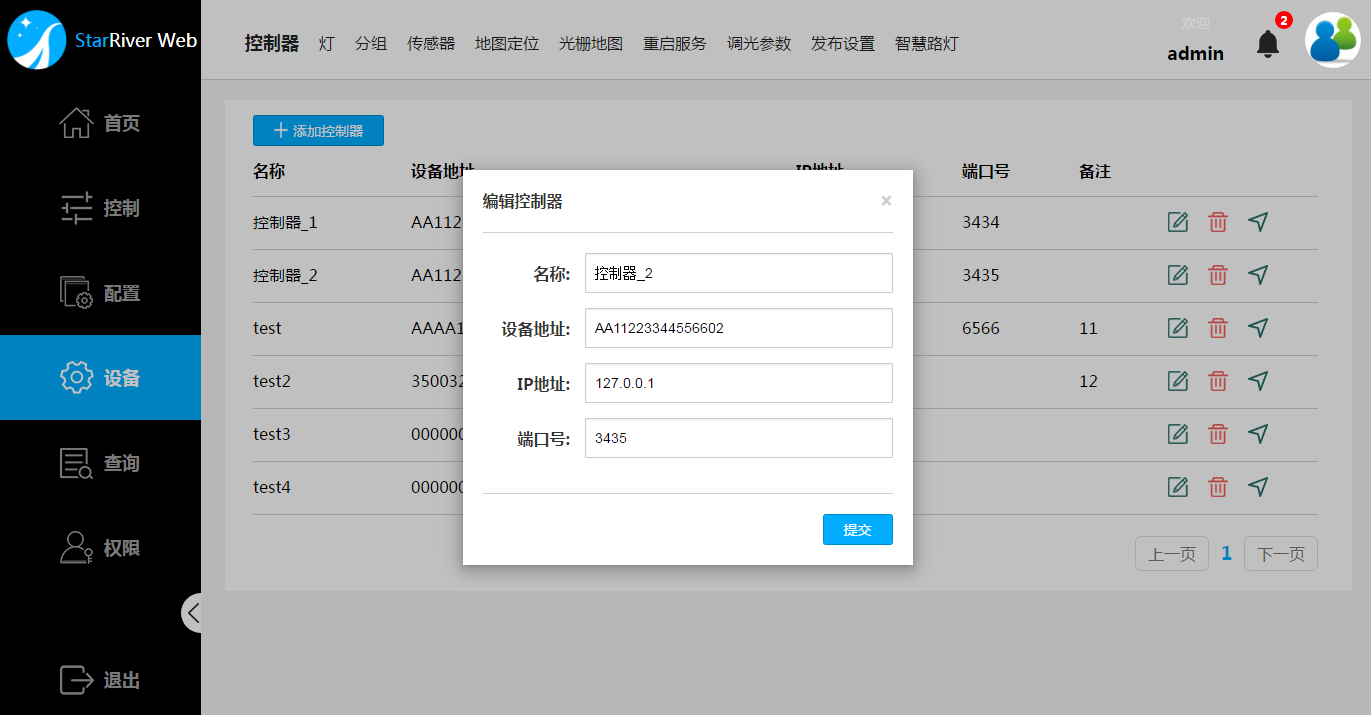 StarRiver Web
控制器 灯 分组 传感器 地图定位 光栅地图 重启服务 调光参数 发布设置 智慧路灯
欢迎
admin
2
首页
控制
配置
设备
查询
权限
退出
添加控制器
名称 设备地址 IP地址 端口号 备注
控制器_1 AA112 3434
控制器_2 AA112 3435
test AAAA1 6566 11
test2 350032 12
test3 000000
test4 000000
上一页 1 下一页
编辑控制器 ×
名称: 控制器_2
设备地址: AA11223344556602
IP地址: 127.0.0.1
端口号: 3435
提交